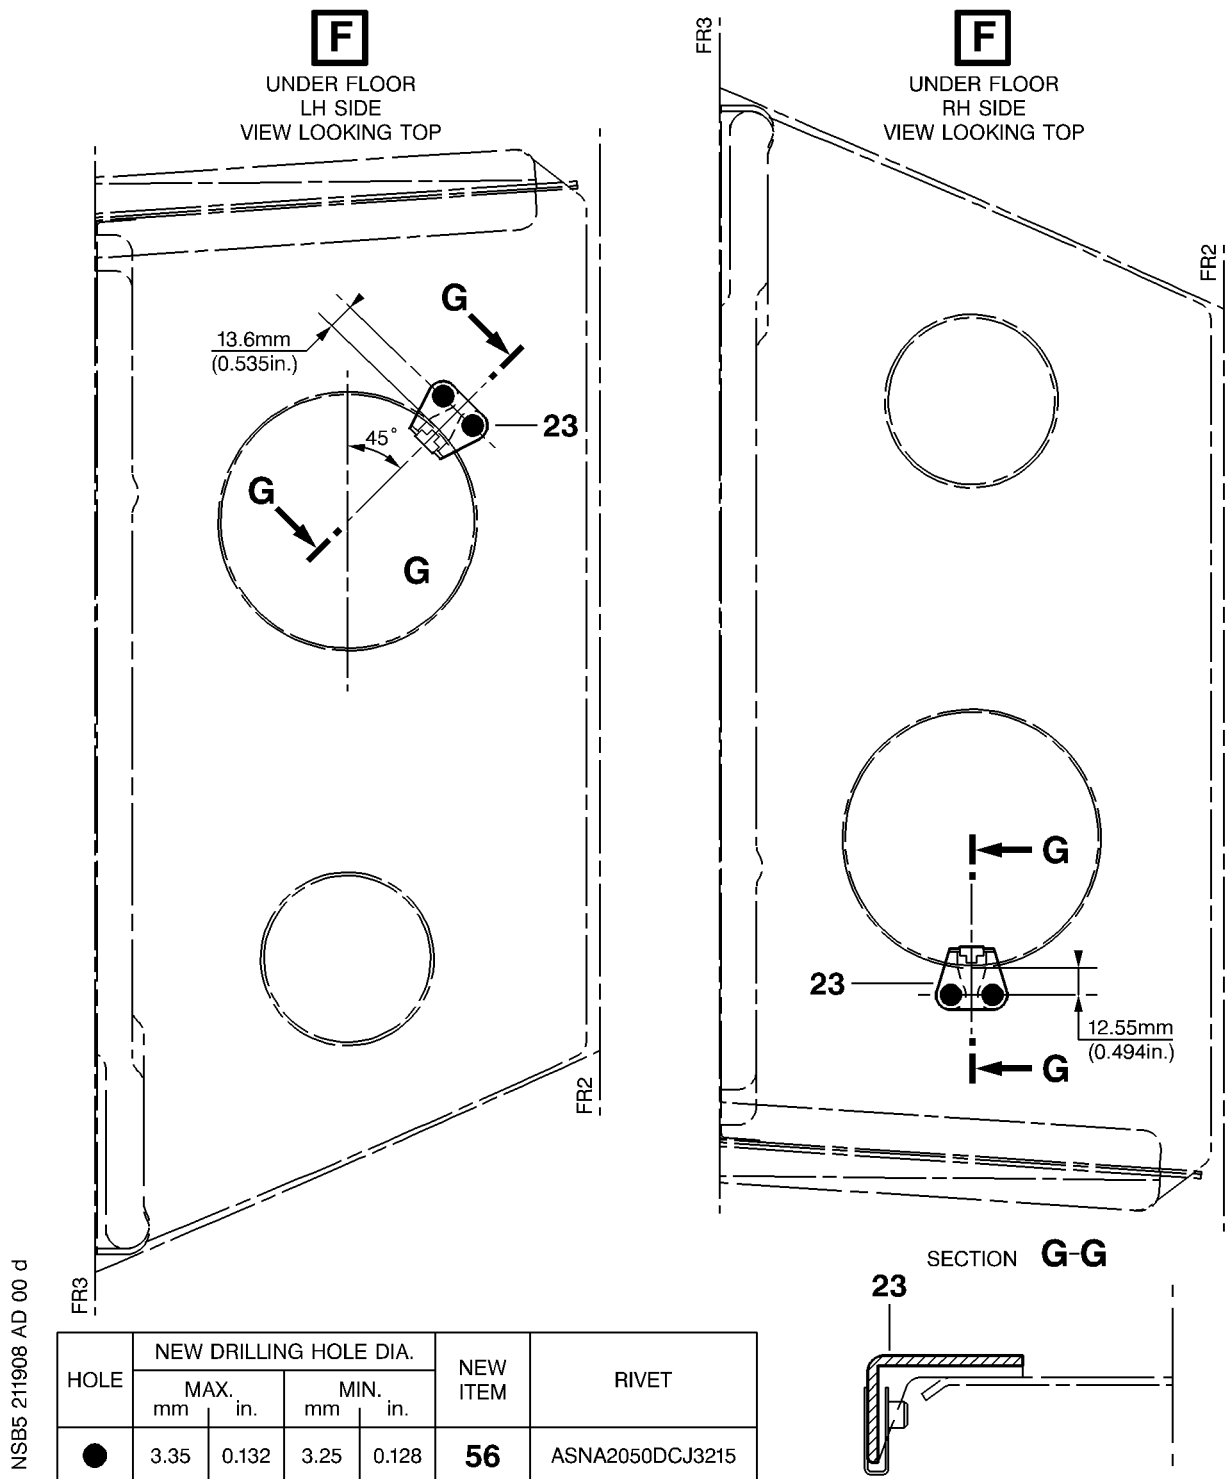 F
UNDER FLOOR
LH SIDE
VIEW LOOKING TOP
FR3
F
UNDER FLOOR
RH SIDE
VIEW LOOKING TOP
FR2
G
13.6mm
(0.535in.)
23
45°
G
G
G
23
12.55mm
(0.494in.)
G
FR2
FR3
SECTION G-G
23
HOLE
NEW DRILLING HOLE DIA.
MAX.
mm in.
MIN.
mm in.
NEW
ITEM
RIVET
3.35 0.132 3.25 0.128 56 ASNA2050DCJ3215
NSB5 211908 AD 00 d